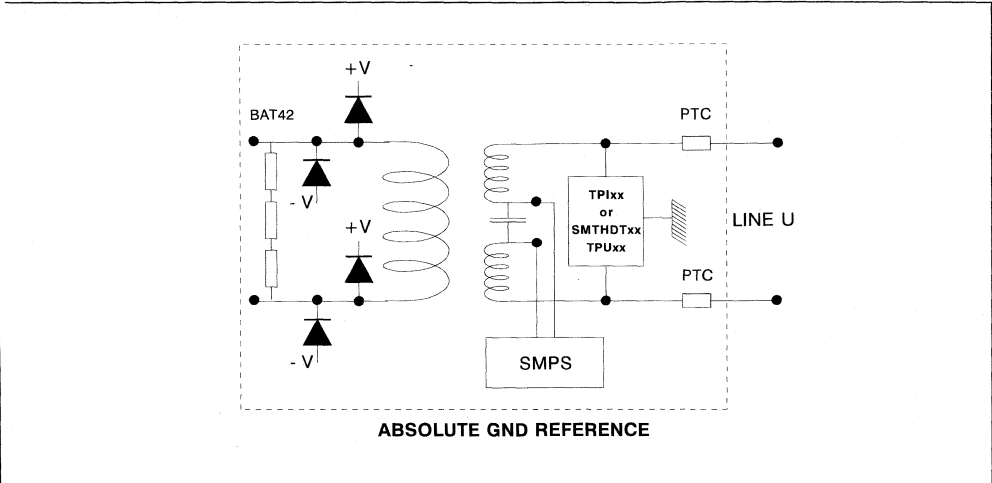 +V
BAT42
- V
+V
- V
PTC
TPIxx
or
SMTHDTxx
TPUxx
LINE U
PTC
SMPS
ABSOLUTE GND REFERENCE